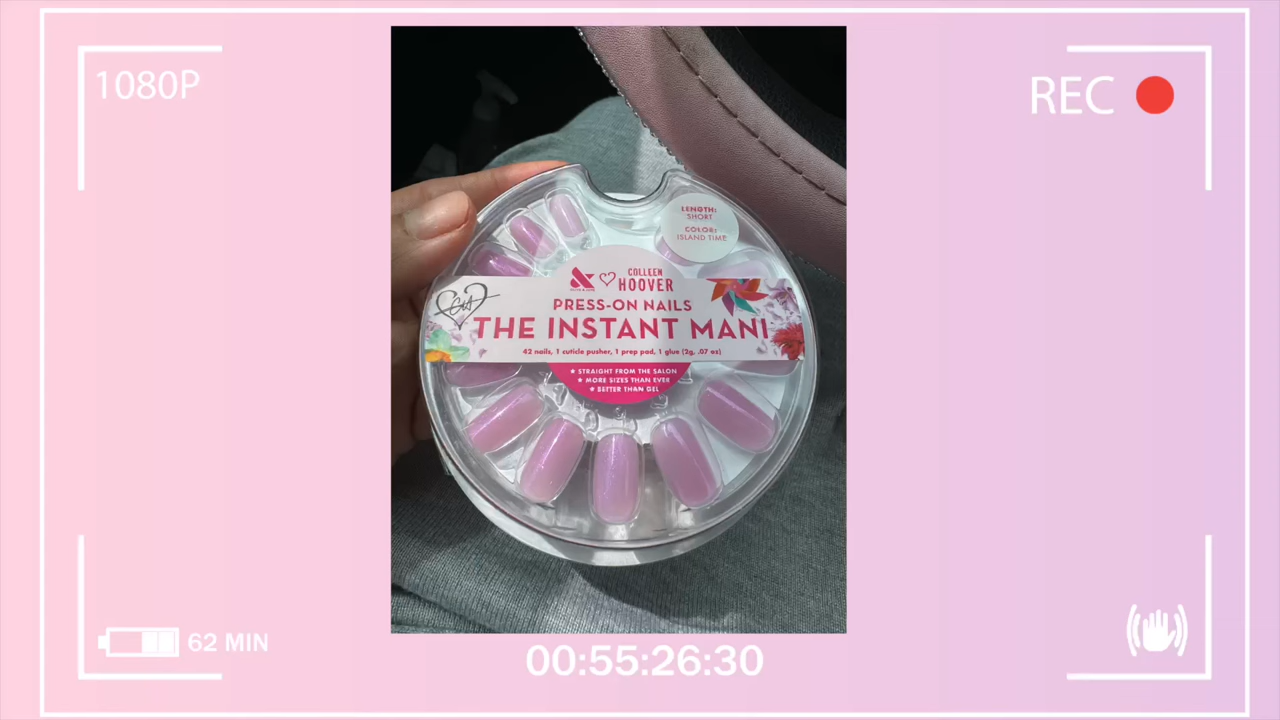 1080P
REC
LENGTH:
SHORT
COLOR:
ISLAND TIME
&
COLLEEN
HOOVER
PRESS-ON NAILS
THE INSTANT MANI
42 nails, 1 cuticle pusher, 1 prep pad, 1 glue (2g, .07 oz)
★ STRAIGHT FROM THE SALON
★ MORE SIZES THAN EVER
★ BETTER THAN GEL
62 MIN
00:55:26:30